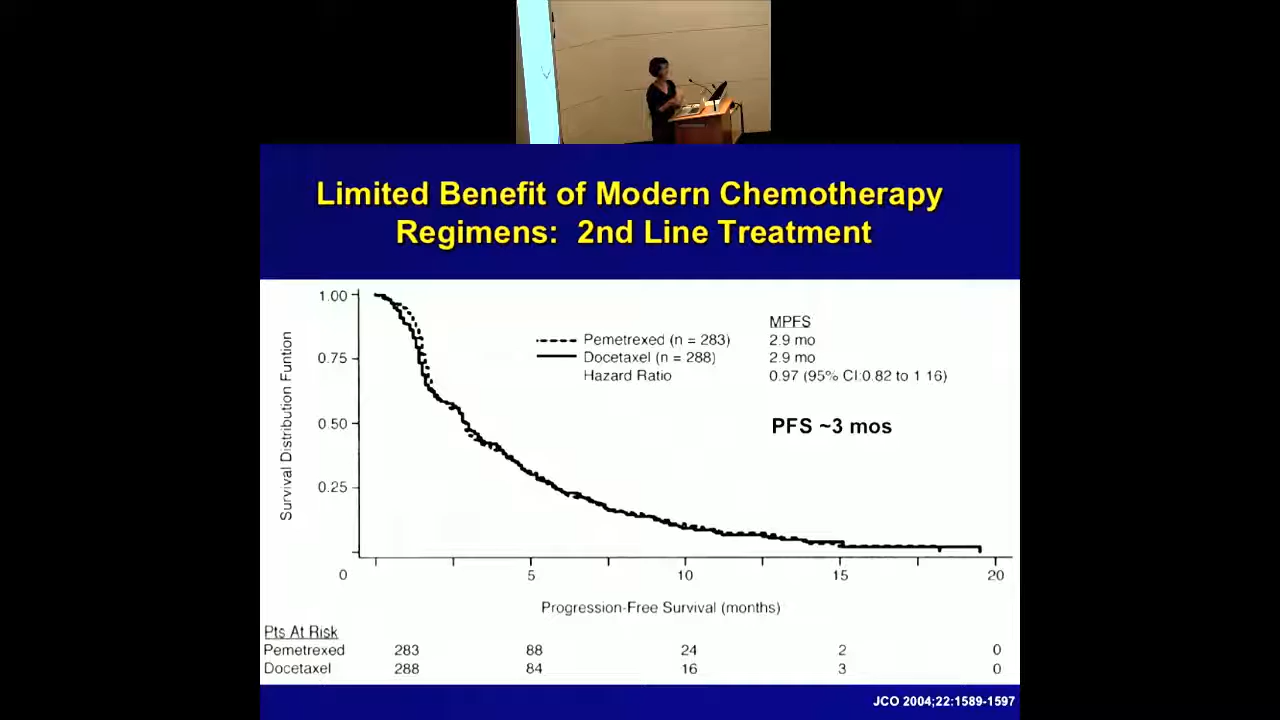 Limited Benefit of Modern Chemotherapy
Regimens: 2nd Line Treatment
1.00
0.75
0.50
0.25
Survival Distribution Funtion
MPFS
Pemetrexed (n = 283) 2.9 mo
Docetaxel (n = 288) 2.9 mo
Hazard Ratio 0.97 (95% CI:0.82 to 1 16)
PFS ~3 mos
0 5 10 15 20
Progression-Free Survival (months)
Pts At Risk
Pemetrexed 283 88 24 2 0
Docetaxel 288 84 16 3 0
JCO 2004;22:1589-1597